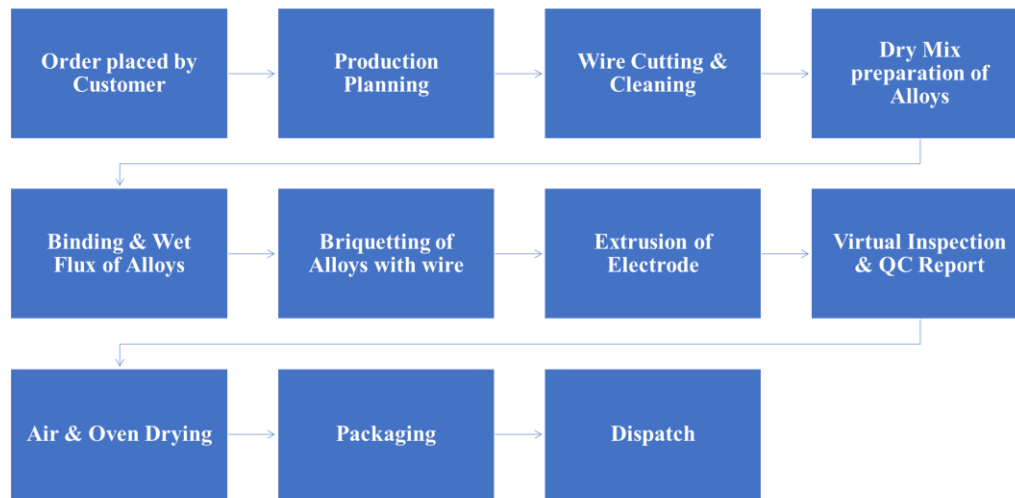 Order placed by
Customer
Production
Planning
Wire Cutting &
Cleaning
Dry Mix
preparation of
Alloys
Binding & Wet
Flux of Alloys
Briquetting of
Alloys with wire
Extrusion of
Electrode
Virtual Inspection
& QC Report
Air & Oven Drying
Packaging
Dispatch